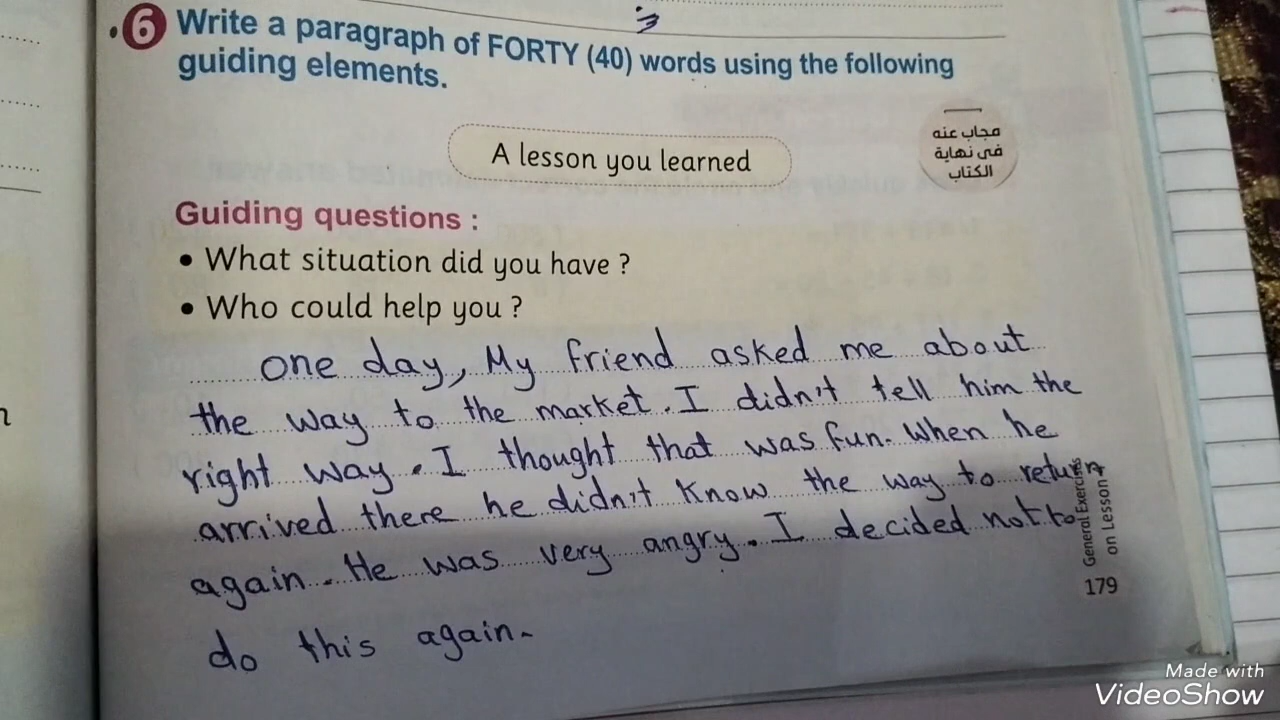 6 Write a paragraph of FORTY (40) words using the following
guiding elements.
مجاب عنه
فى نهاية
الكتاب
A lesson you learned
Guiding questions :
• What situation did you have ?
• Who could help you ?
One day, My friend asked me about
the way to the market. I didn't tell him the
right way. I thought that was fun. When he
arrived there he didn't know the way to return
again. He was very angry. I decided not to
do this again.
General Exercises
on Lesson 4
179
Made with
VideoShow